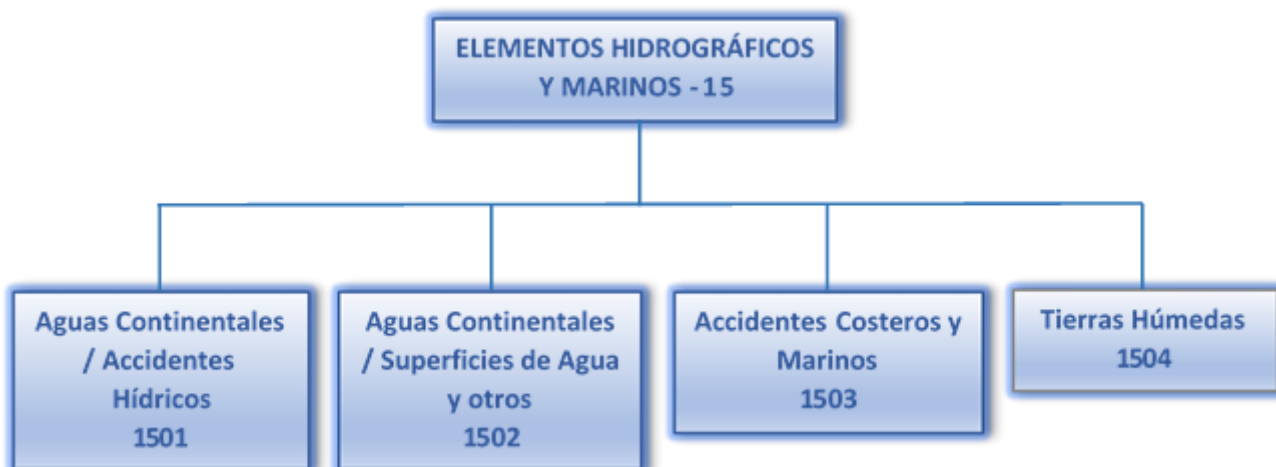 ELEMENTOS HIDROGRÁFICOS
Y MARINOS - 15
Aguas Continentales
/ Accidentes
Hídricos
1501
Aguas Continentales
/ Superficies de Agua
y otros
1502
Accidentes Costeros y
Marinos
1503
Tierras Húmedas
1504